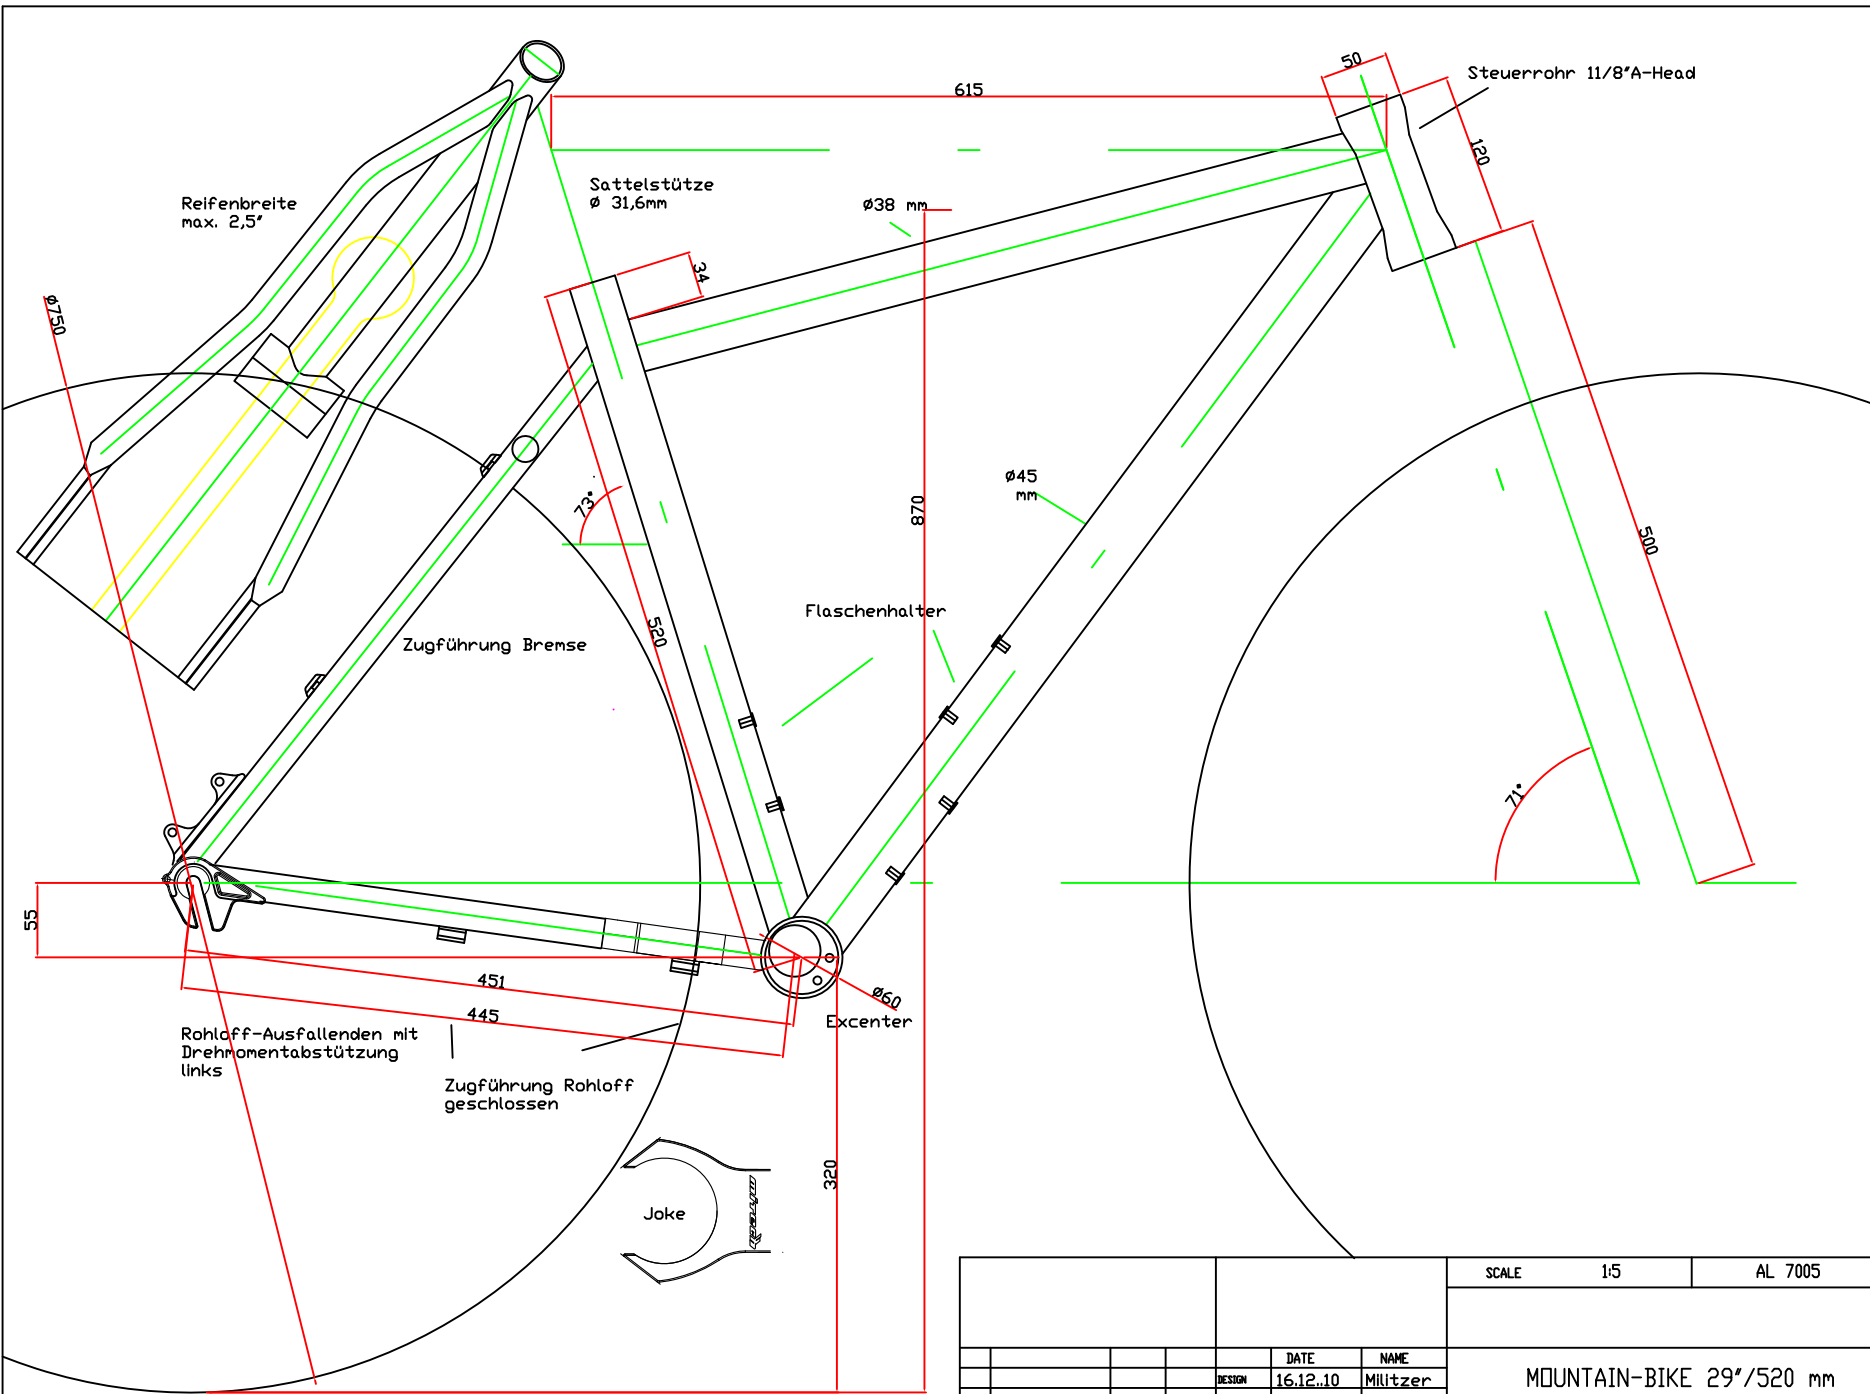 50
Steuerrohr 11/8"A-Head
615
120
Sattelstütze
ø 31,6mm
Reifenbreite
max. 2,5"
ø38 mm
34
ø750
ø45
mm
73°
870
500
Flaschenhalter
520
Zugführung Bremse
71°
55
451
445
ø60
Excenter
Rohloff-Ausfallenden mit
Drehmomentabstützung
links
Zugführung Rohloff
geschlossen
320
Joke
SCALE 1:5 AL 7005
DATE NAME
DESIGN 16.12..10 Militzer
MOUNTAIN-BIKE 29"/520 mm